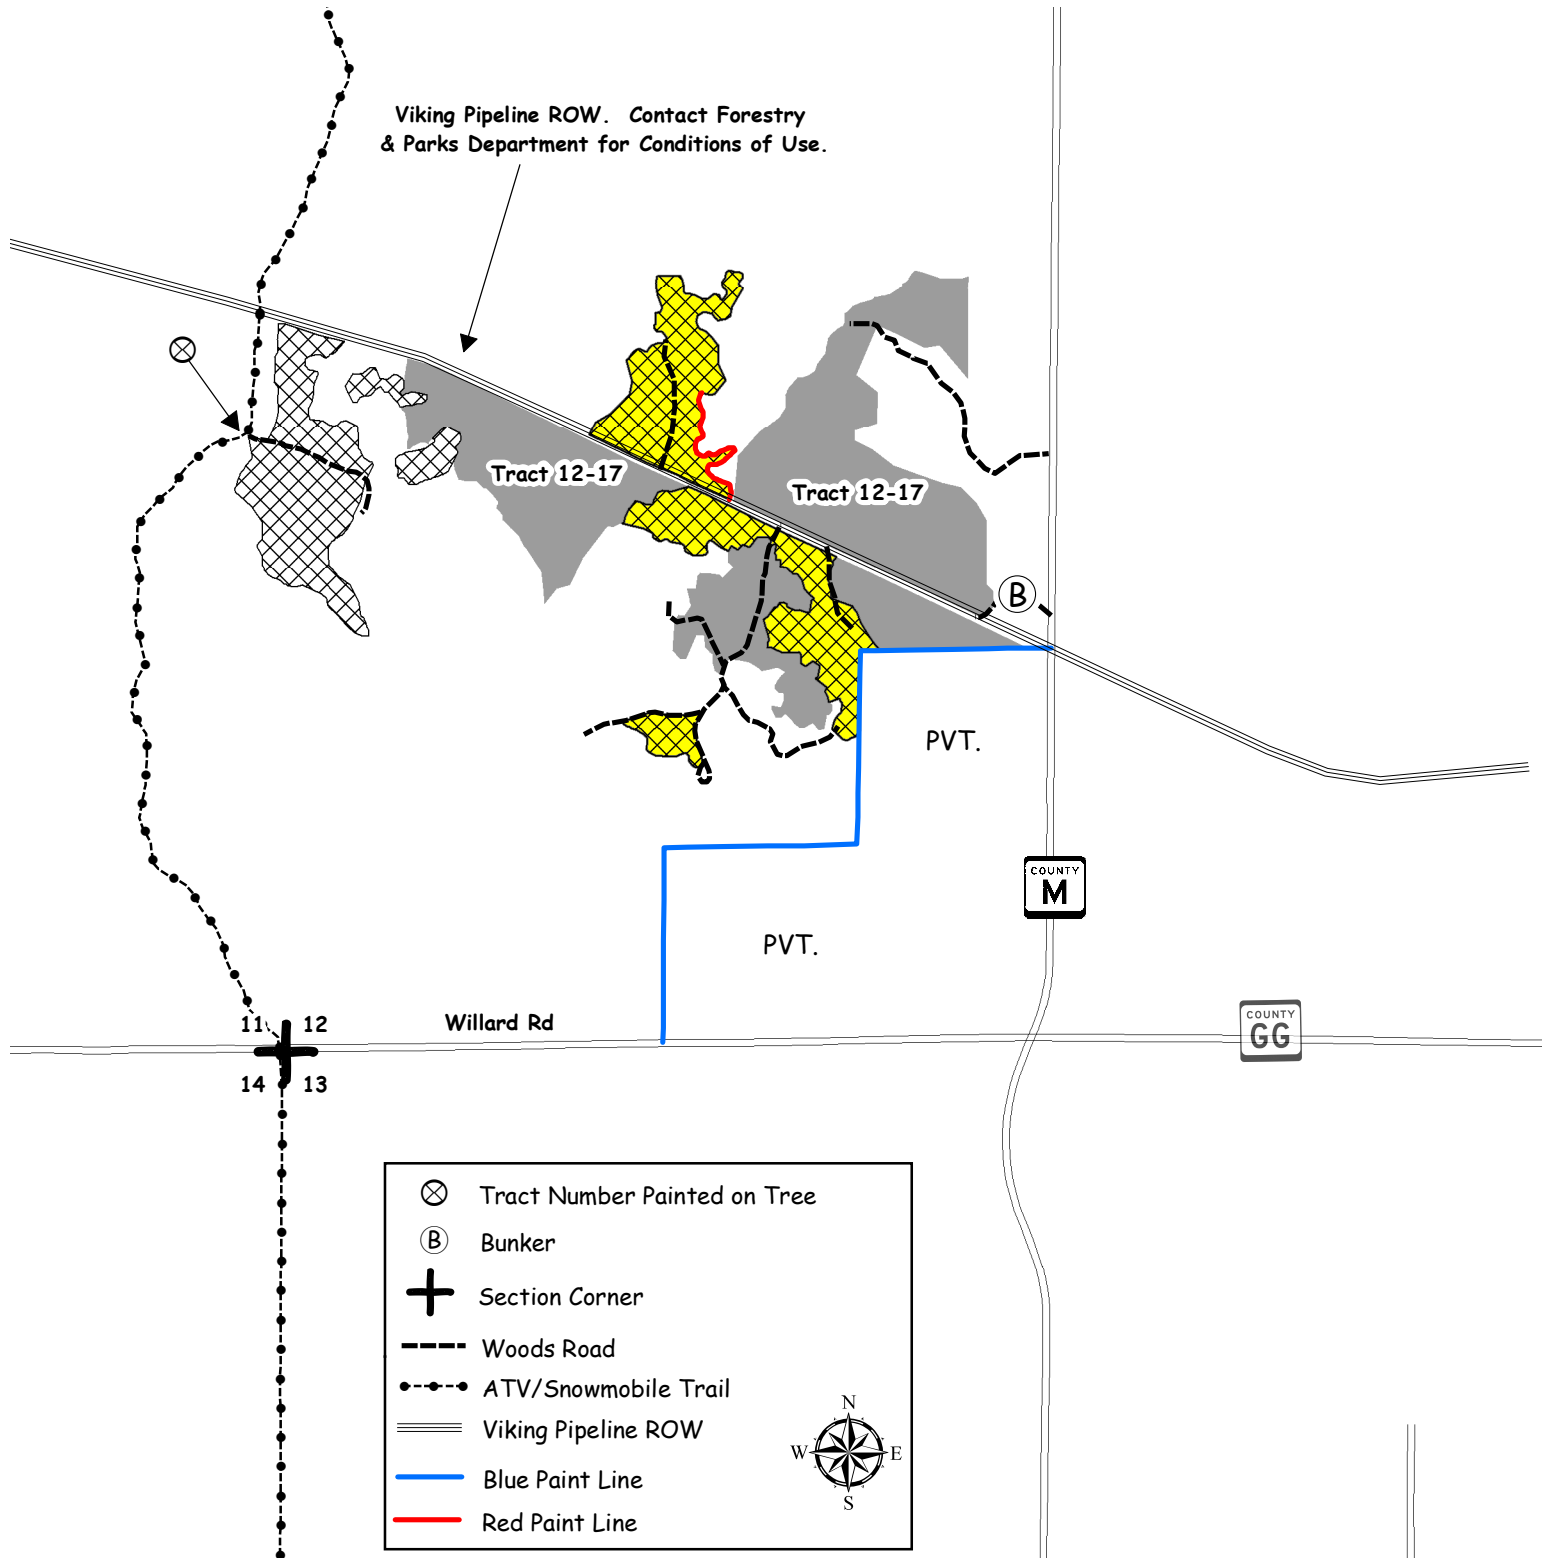 Viking Pipeline ROW.  Contact Forestry
& Parks Department for Conditions of Use.
Tract 12-17
Tract 12-17
B
PVT.
COUNTY
M
PVT.
11
12
Willard Rd
COUNTY
GG
14
13
Tract Number Painted on Tree
B
Bunker
Section Corner
Woods Road
ATV/Snowmobile Trail
Viking Pipeline ROW
Blue Paint Line
Red Paint Line
N
W
E
S